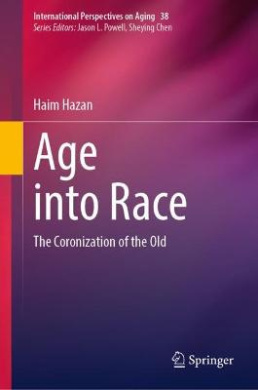 International Perspectives on Aging 38
Series Editors: Jason L. Powell, Sheying Chen
Haim Hazan
Age
into Race
The Coronization of the Old
Springer